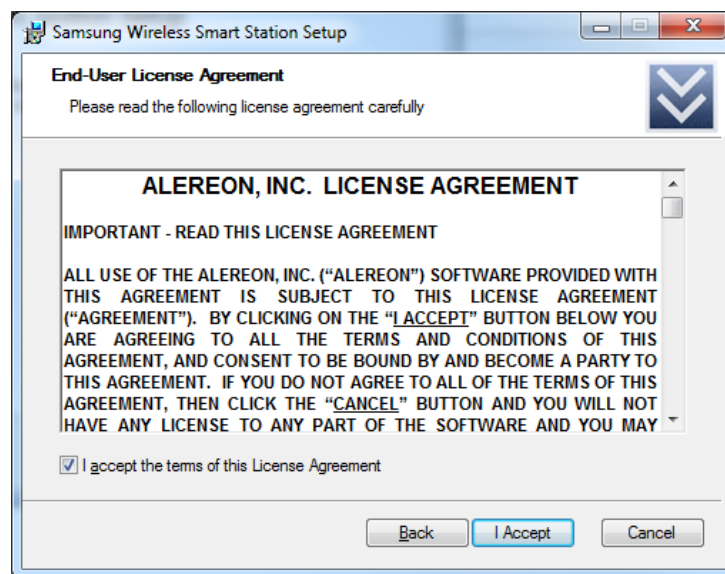 Samsung Wireless Smart Station Setup
End-User License Agreement
Please read the following license agreement carefully
ALEREON, INC. LICENSE AGREEMENT
IMPORTANT - READ THIS LICENSE AGREEMENT
ALL USE OF THE ALEREON, INC. (“ALEREON”) SOFTWARE PROVIDED WITH
THIS AGREEMENT IS SUBJECT TO THIS LICENSE AGREEMENT
(“AGREEMENT”). BY CLICKING ON THE “I ACCEPT” BUTTON BELOW YOU
ARE AGREEING TO ALL THE TERMS AND CONDITIONS OF THIS
AGREEMENT, AND CONSENT TO BE BOUND BY AND BECOME A PARTY TO
THIS AGREEMENT. IF YOU DO NOT AGREE TO ALL OF THE TERMS OF THIS
AGREEMENT, THEN CLICK THE “CANCEL” BUTTON AND YOU WILL NOT
HAVE ANY LICENSE TO ANY PART OF THE SOFTWARE AND YOU MAY
I accept the terms of this License Agreement
Back I Accept Cancel